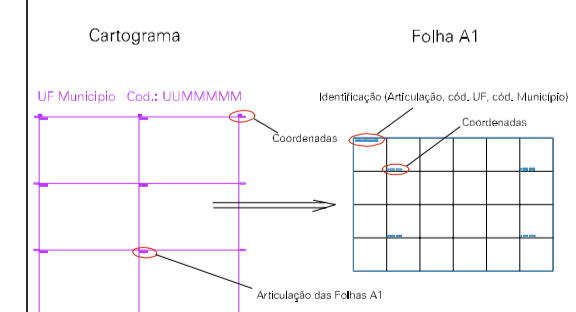 Cartograma
Folha A1
UF Municipio Cod.: UUMMMMM
Identificação (Articulação, cód. UF, cód. Município)
Coordenadas
Coordenadas
Articulação das Folhas A1